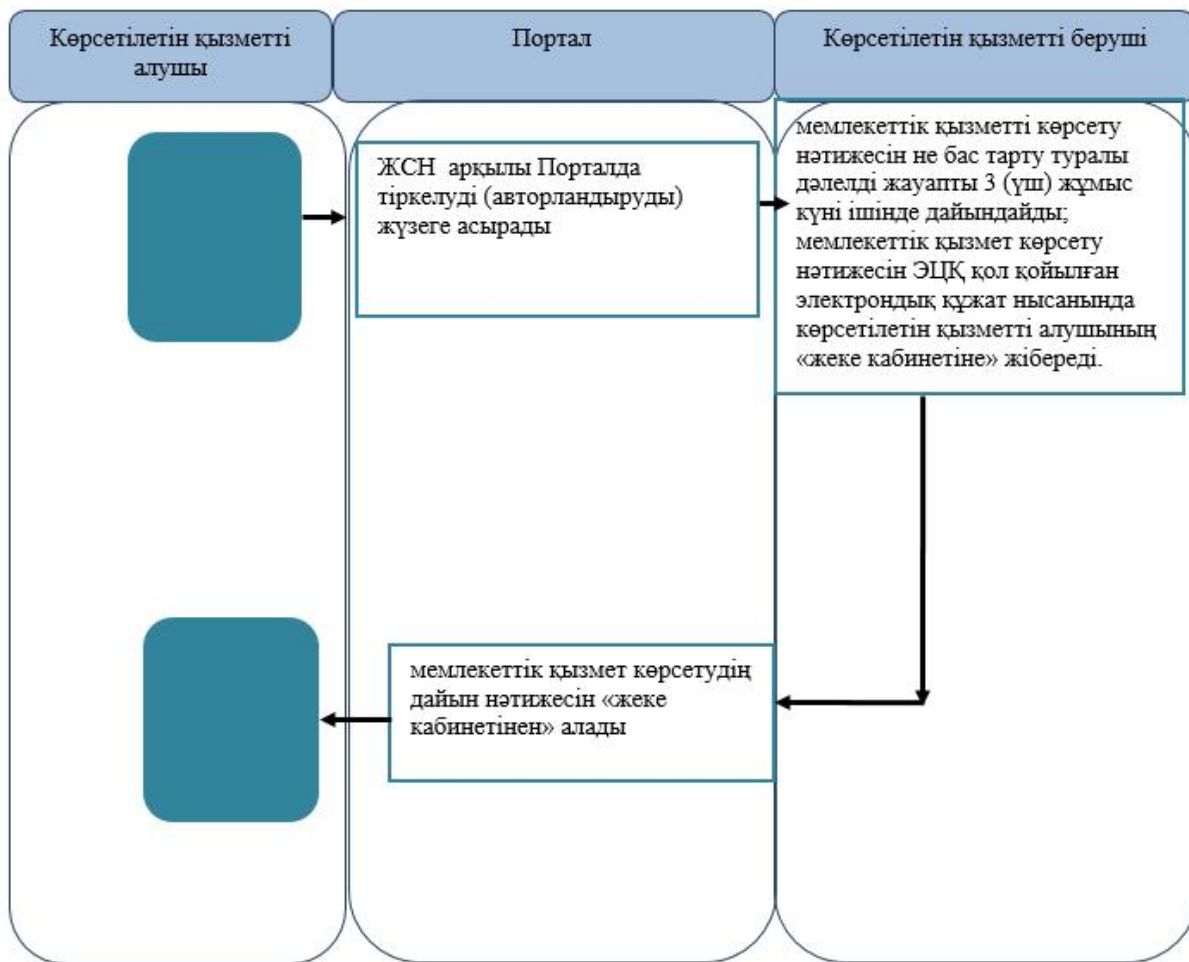 Көрсетілетін қызметті
алушы
Портал
Көрсетілетін қызметті беруші
ЖСН арқылы Порталда
тіркелуді (авторландыруды)
жүзеге асырады
мемлекеттік қызметті көрсету
нәтижесін не бас тарту туралы
дәлелді жауапты 3 (үш) жұмыс
күні ішінде дайындайды;
мемлекеттік қызмет көрсету
нәтижесін ЭЦҚ қол қойылған
электрондық құжат нысанында
көрсетілетін қызметті алушының
«жеке кабинетіне» жібереді.
мемлекеттік қызмет көрсетудің
дайын нәтижесін «жеке
кабинетінен» алады